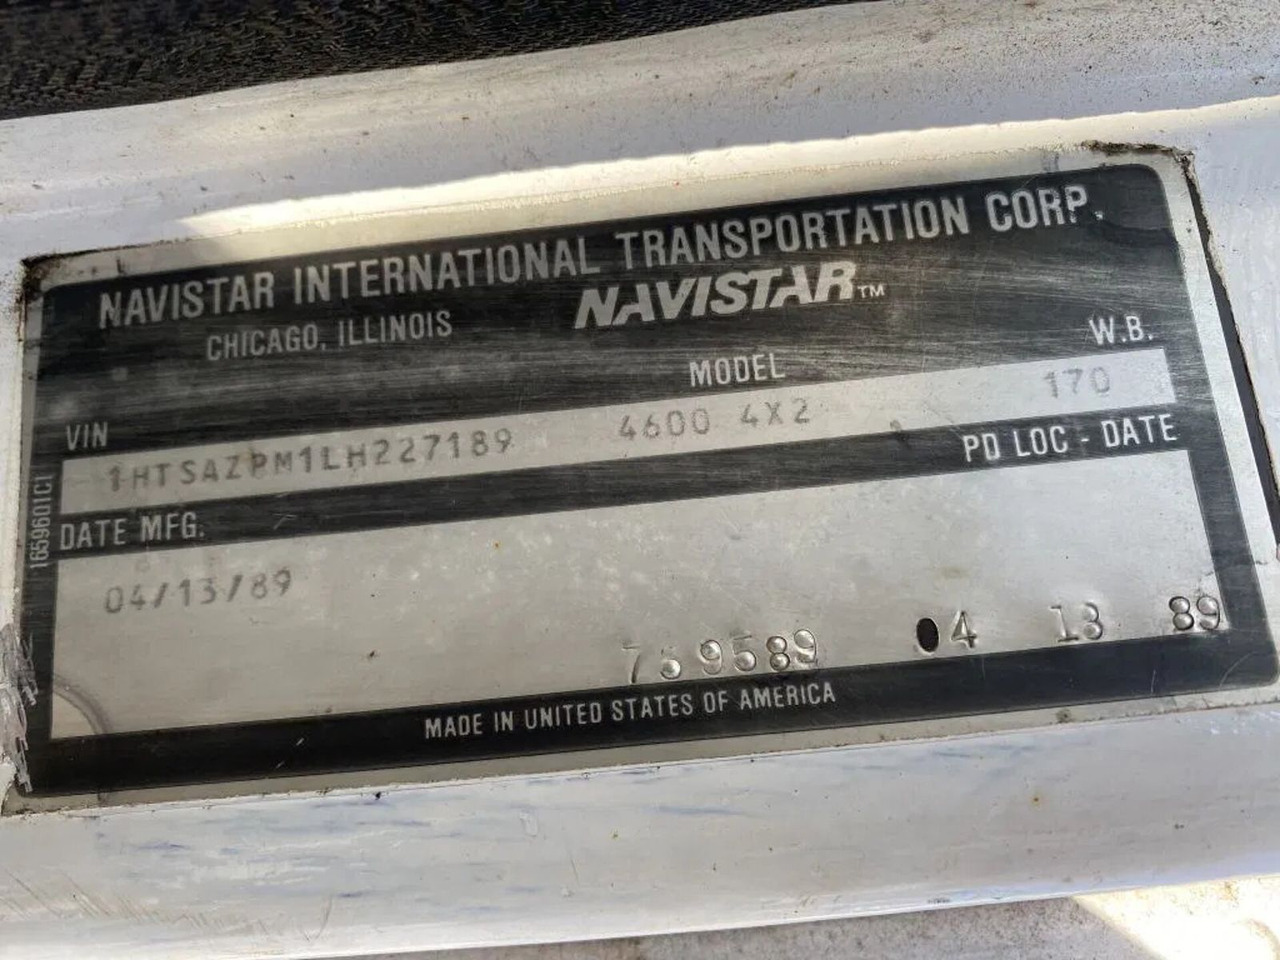 NAVISTAR INTERNATIONAL TRANSPORTATION CORP.
CHICAGO, ILLINOIS NAVISTAR™
VIN MODEL W.B.
1HTSAZPM1LH227189 4600 4X2 170
DATE MFG. PD LOC - DATE
04/13/89
9589 04 13 89
MADE IN UNITED STATES OF AMERICA
1659601C1